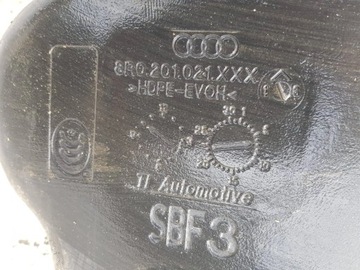 8R0.201.021.XXX
>HDPE-EVOH<
TI Automotive
SBF3